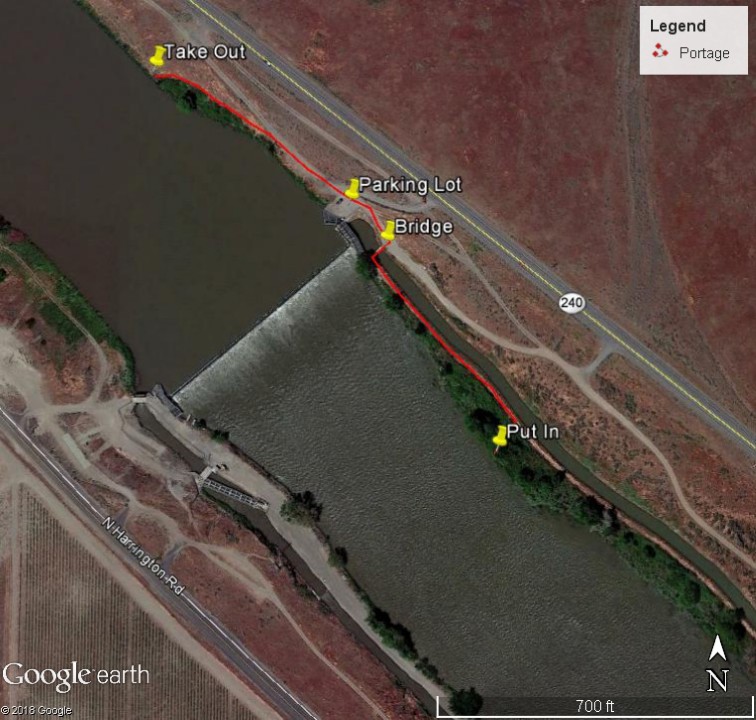 Legend
Portage
Take Out
Parking Lot
Bridge
240
Put In
N Harrington Rd
Google earth
© 2018 Google
N
700 ft